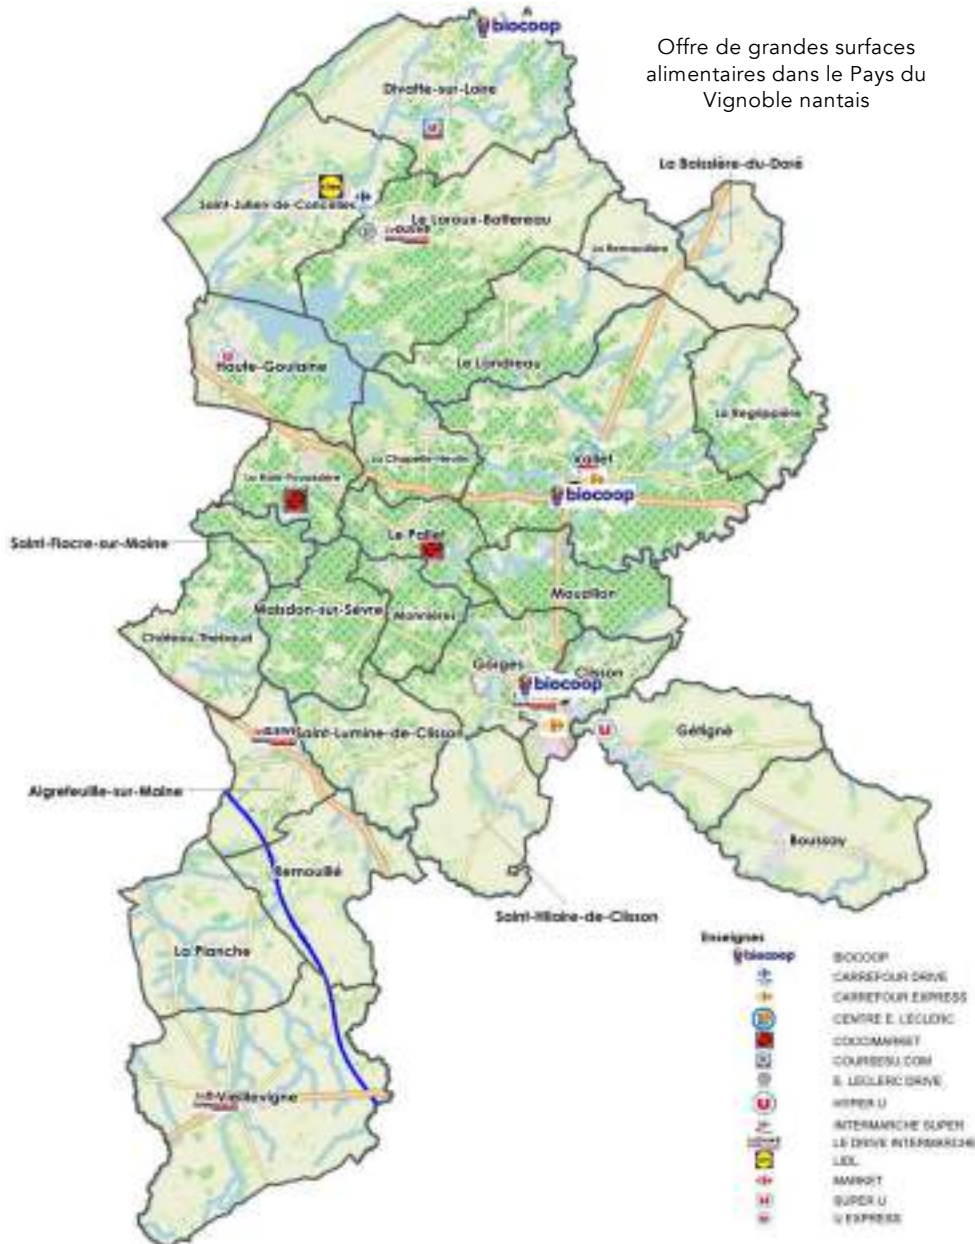 biocoop
Offre de grandes surfaces
alimentaires dans le Pays du
Vignoble nantais
Divatte-sur-Loire
La Boissière-du-Doré
Saint-Julien-de-Concelles
Le Loroux-Bottereau
La Remaudière
Haute-Goulaine
Le Landreau
La Regrippière
La Chapelle-Heulin
Vallet
La Haie-Fouassière
biocoop
Le Pallet
Saint-Fiacre-sur-Maine
Mouzillon
Maisdon-sur-Sèvre
Monnières
Château-Thébaud
Gorges
Clisson
biocoop
Saint-Lumine-de-Clisson
Gétigné
Aigrefeuille-sur-Maine
Boussay
Remouillé
Saint-Hilaire-de-Clisson
La Planche
Enseignes
biocoop BIOCOOP
CARREFOUR DRIVE
CARREFOUR EXPRESS
CENTRE E. LECLERC
COCCIMARKET
COURSESU.COM
E. LECLERC DRIVE
HYPER U
INTERMARCHE SUPER
LE DRIVE INTERMARCHE
LIDL
MARKET
SUPER U
U EXPRESS
Vieillevigne